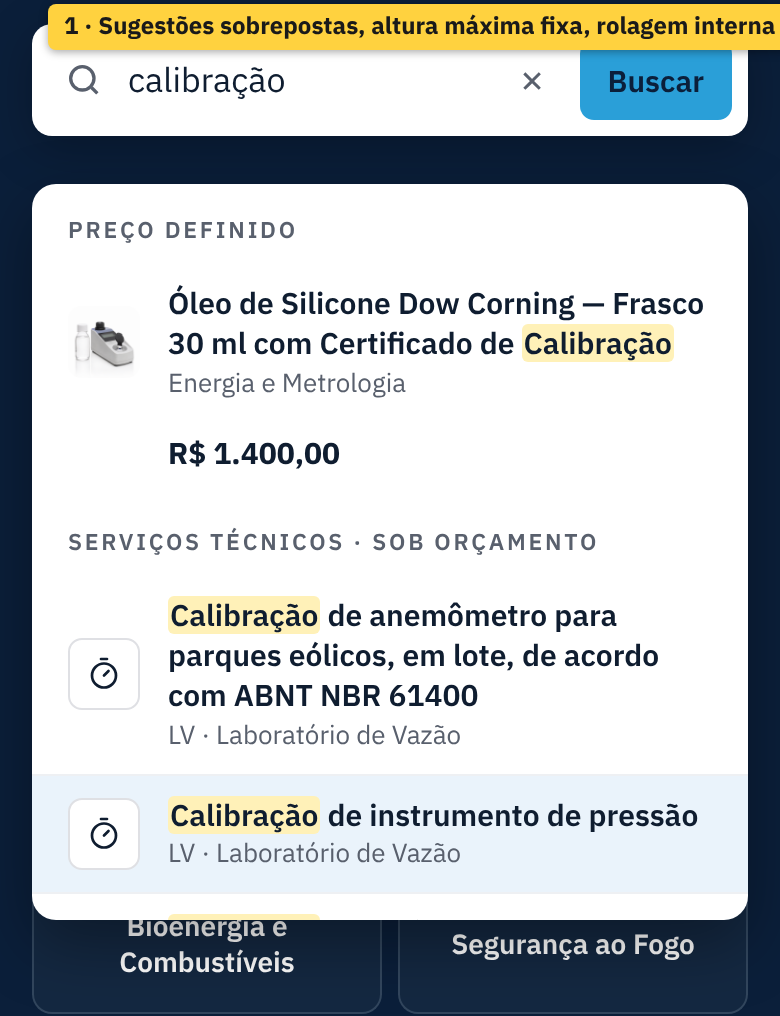 1 · Sugestões sobrepostas, altura máxima fixa, rolagem interna
calibração
Buscar
PREÇO DEFINIDO
Óleo de Silicone Dow Corning — Frasco
30 ml com Certificado de Calibração
Energia e Metrologia
R$ 1.400,00
SERVIÇOS TÉCNICOS · SOB ORÇAMENTO
Calibração de anemômetro para
parques eólicos, em lote, de acordo
com ABNT NBR 61400
LV · Laboratório de Vazão
Calibração de instrumento de pressão
LV · Laboratório de Vazão
Bioenergia e
Combustíveis
Segurança ao Fogo